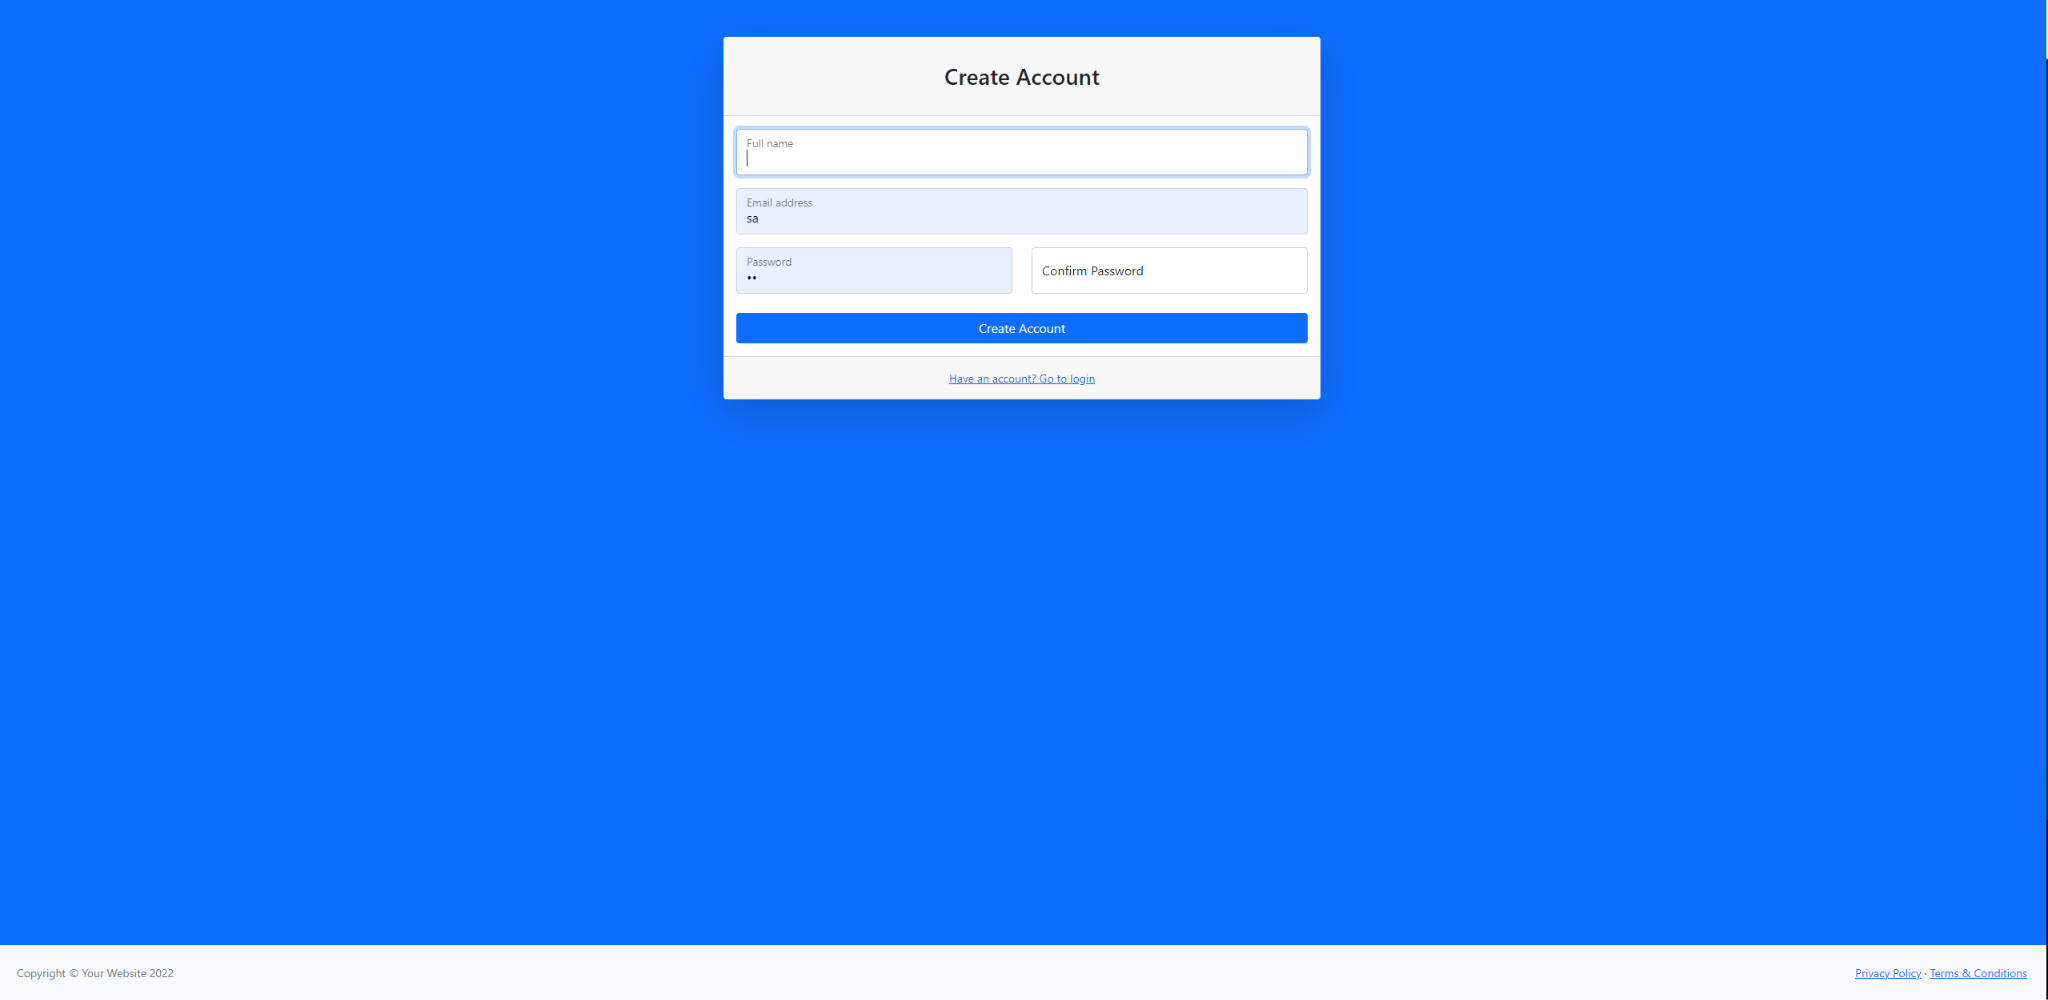 Create Account
Full name
Email address
sa
Password
••
Confirm Password
Create Account
Have an account? Go to login
Copyright © Your Website 2022
Privacy Policy · Terms & Conditions